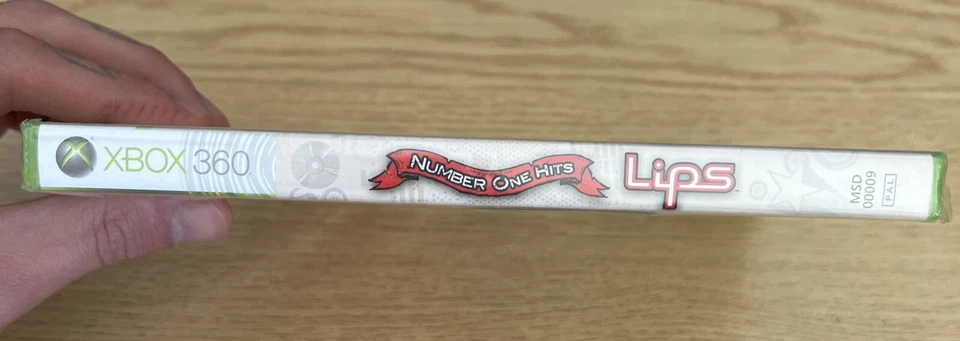 XBOX 360
NUMBER ONE HITS
Lips
MSD
00009
PAL